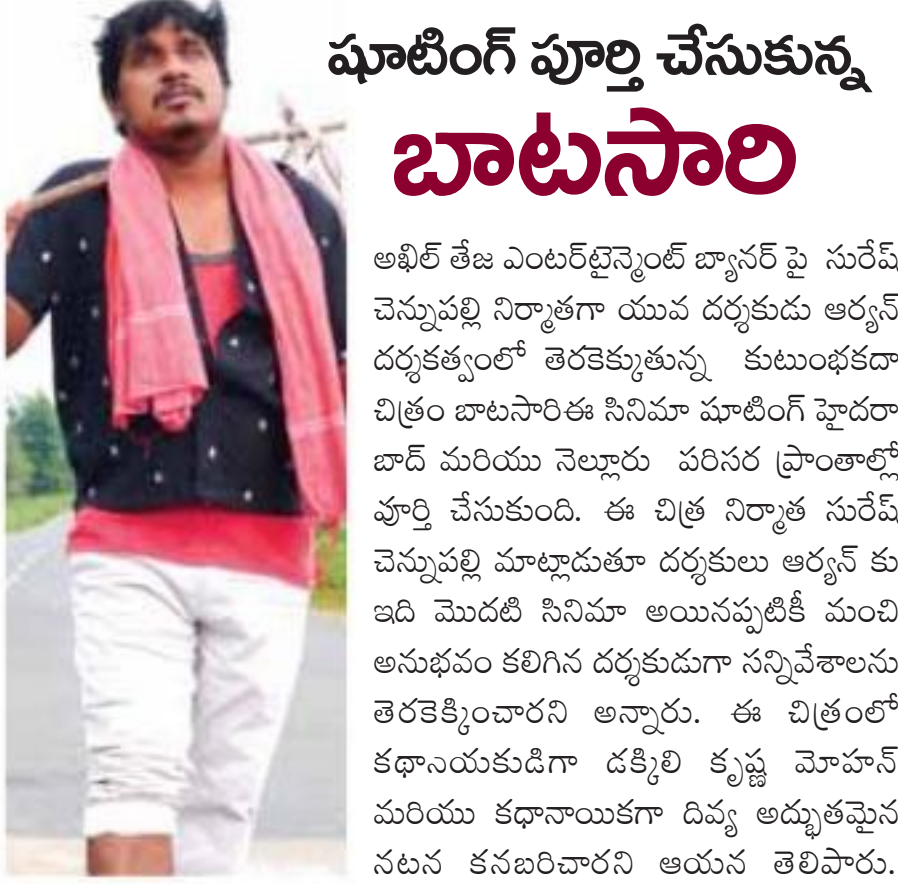 షూటింగ్ పూర్తి చేసుకున్న
బాటసారి
అఖిల్ తేజ ఎంటర్‌టైన్మెంట్ బ్యానర్ పై సురేష్
చెన్నుపల్లి నిర్మాతగా యువ దర్శకుడు ఆర్యన్
దర్శకత్వంలో తెరకెక్కుతున్న కుటుంభకదా
చిత్రం బాటసారిఈ సినిమా షూటింగ్ హైదరా
బాద్ మరియు నెల్లూరు పరిసర ప్రాంతాల్లో
పూర్తి చేసుకుంది. ఈ చిత్ర నిర్మాత సురేష్
చెన్నుపల్లి మాట్లాడుతూ దర్శకులు ఆర్యన్ కు
ఇది మొదటి సినిమా అయినప్పటికీ మంచి
అనుభవం కలిగిన దర్శకుడుగా సన్నివేశాలను
తెరకెక్కించారని అన్నారు. ఈ చిత్రంలో
కథానయకుడిగా డక్కిలి కృష్ణ మోహన్
మరియు కధానాయికగా దివ్య అద్భుతమైన
నటన కనబరిచారని ఆయన తెలిపారు.